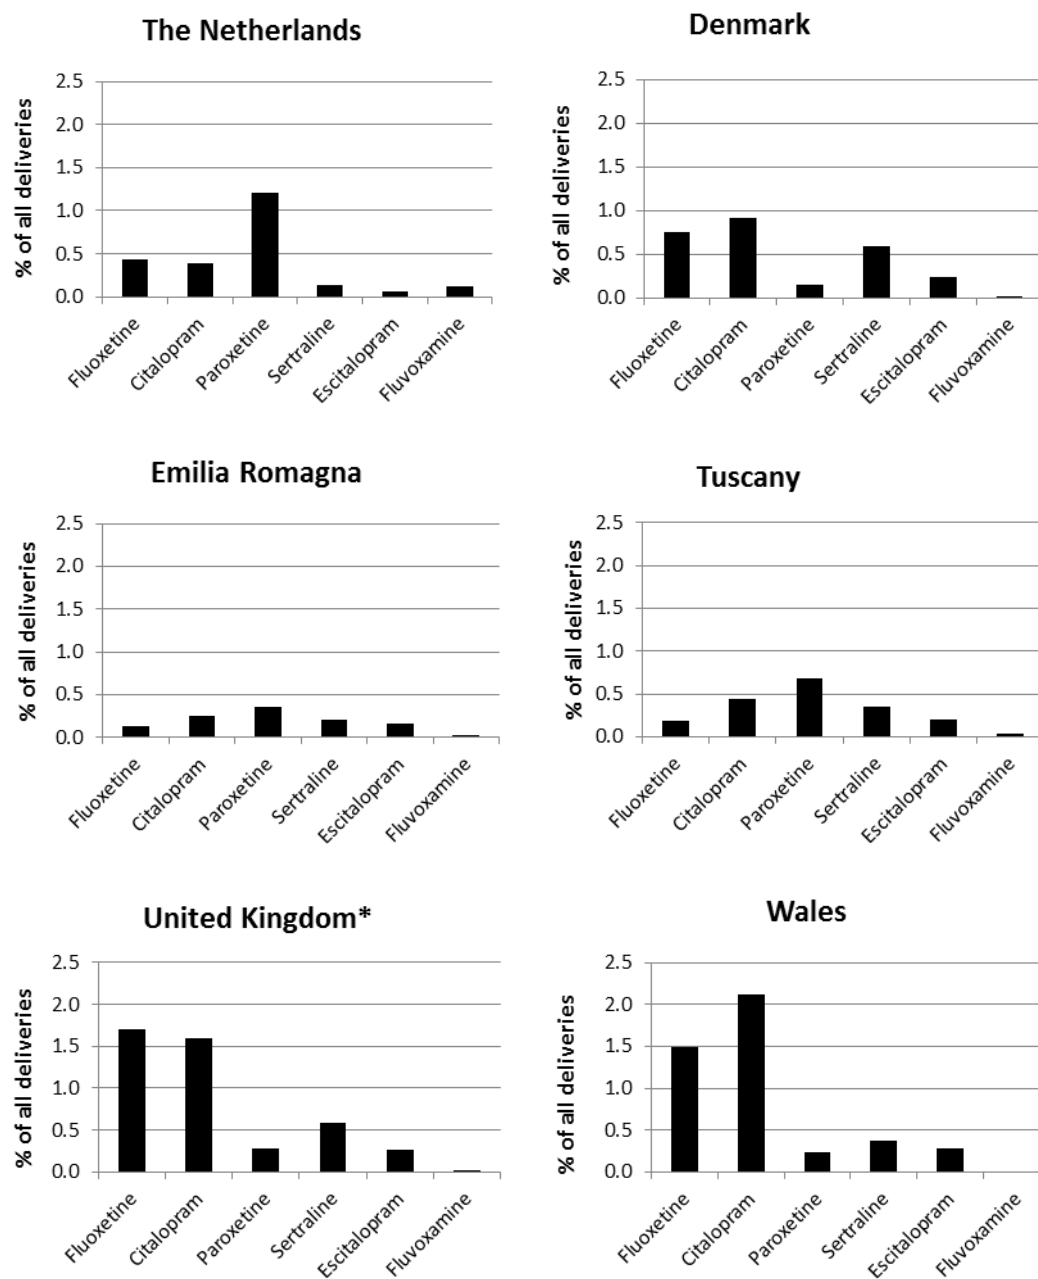 The Netherlands
% of all deliveries
2.5
2.0
1.5
1.0
0.5
0.0
Fluoxetine
Citalopram
Paroxetine
Sertraline
Escitalopram
Fluvoxamine
Denmark
% of all deliveries
2.5
2.0
1.5
1.0
0.5
0.0
Fluoxetine
Citalopram
Paroxetine
Sertraline
Escitalopram
Fluvoxamine
Emilia Romagna
% of all deliveries
2.5
2.0
1.5
1.0
0.5
0.0
Fluoxetine
Citalopram
Paroxetine
Sertraline
Escitalopram
Fluvoxamine
Tuscany
% of all deliveries
2.5
2.0
1.5
1.0
0.5
0.0
Fluoxetine
Citalopram
Paroxetine
Sertraline
Escitalopram
Fluvoxamine
United Kingdom*
% of all deliveries
2.5
2.0
1.5
1.0
0.5
0.0
Fluoxetine
Citalopram
Paroxetine
Sertraline
Escitalopram
Fluvoxamine
Wales
% of all deliveries
2.5
2.0
1.5
1.0
0.5
0.0
Fluoxetine
Citalopram
Paroxetine
Sertraline
Escitalopram
Fluvoxamine